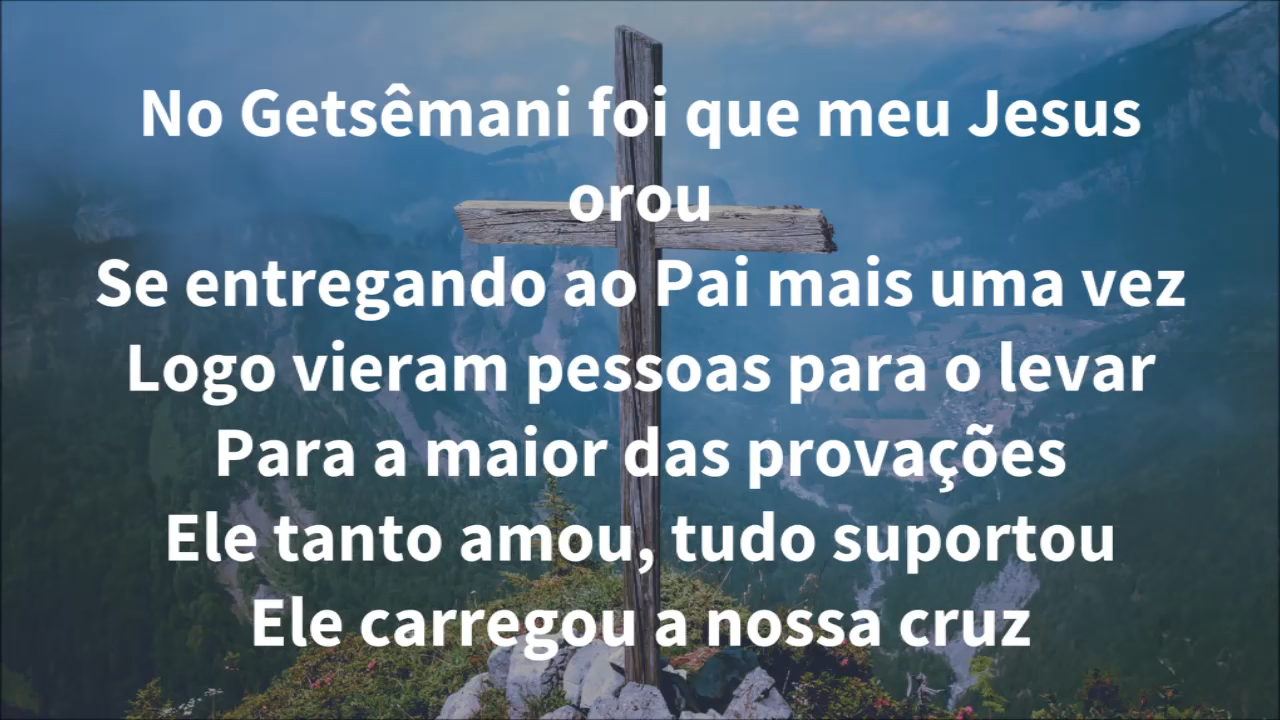 No Getsêmani foi que meu Jesus
orou
Se entregando ao Pai mais uma vez
Logo vieram pessoas para o levar
Para a maior das provações
Ele tanto amou, tudo suportou
Ele carregou a nossa cruz